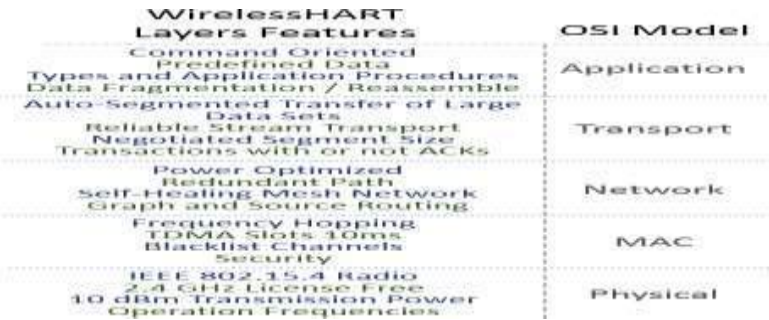 WirelessHART
Layers Features
OSI Model
Command Oriented
Predefined Data
Types and Application Procedures
Data Fragmentation / Reassemble
Application
Auto-Segmented Transfer of Large
Data Sets
Reliable Stream Transport
Negotiated Segment Size
Transactions with or not ACKs
Transport
Power Optimized
Redundant Path
Self-Healing Mesh Network
Graph and Source Routing
Network
Frequency Hopping
TDMA Slots 10ms
Blacklist Channels
Security
MAC
IEEE 802.15.4 Radio
2.4 GHz License Free
10 dBm Transmission Power
Operation Frequencies
Physical